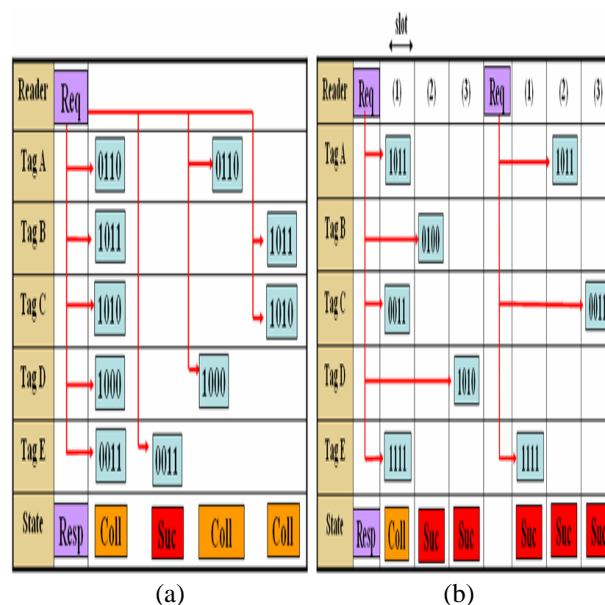 slot
Reader Req
Tag A 0110 0110
Tag B 1011 1011
Tag C 1010 1010
Tag D 1000 1000
Tag E 0011 0011
State Resp Coll Suc Coll Coll
(a)
Reader Req (1) (2) (3) Req (1) (2) (3)
Tag A 1011 1011
Tag B 0100
Tag C 0011 0011
Tag D 1010
Tag E 1111 1111
State Resp Coll Suc Suc Suc Suc Suc
(b)